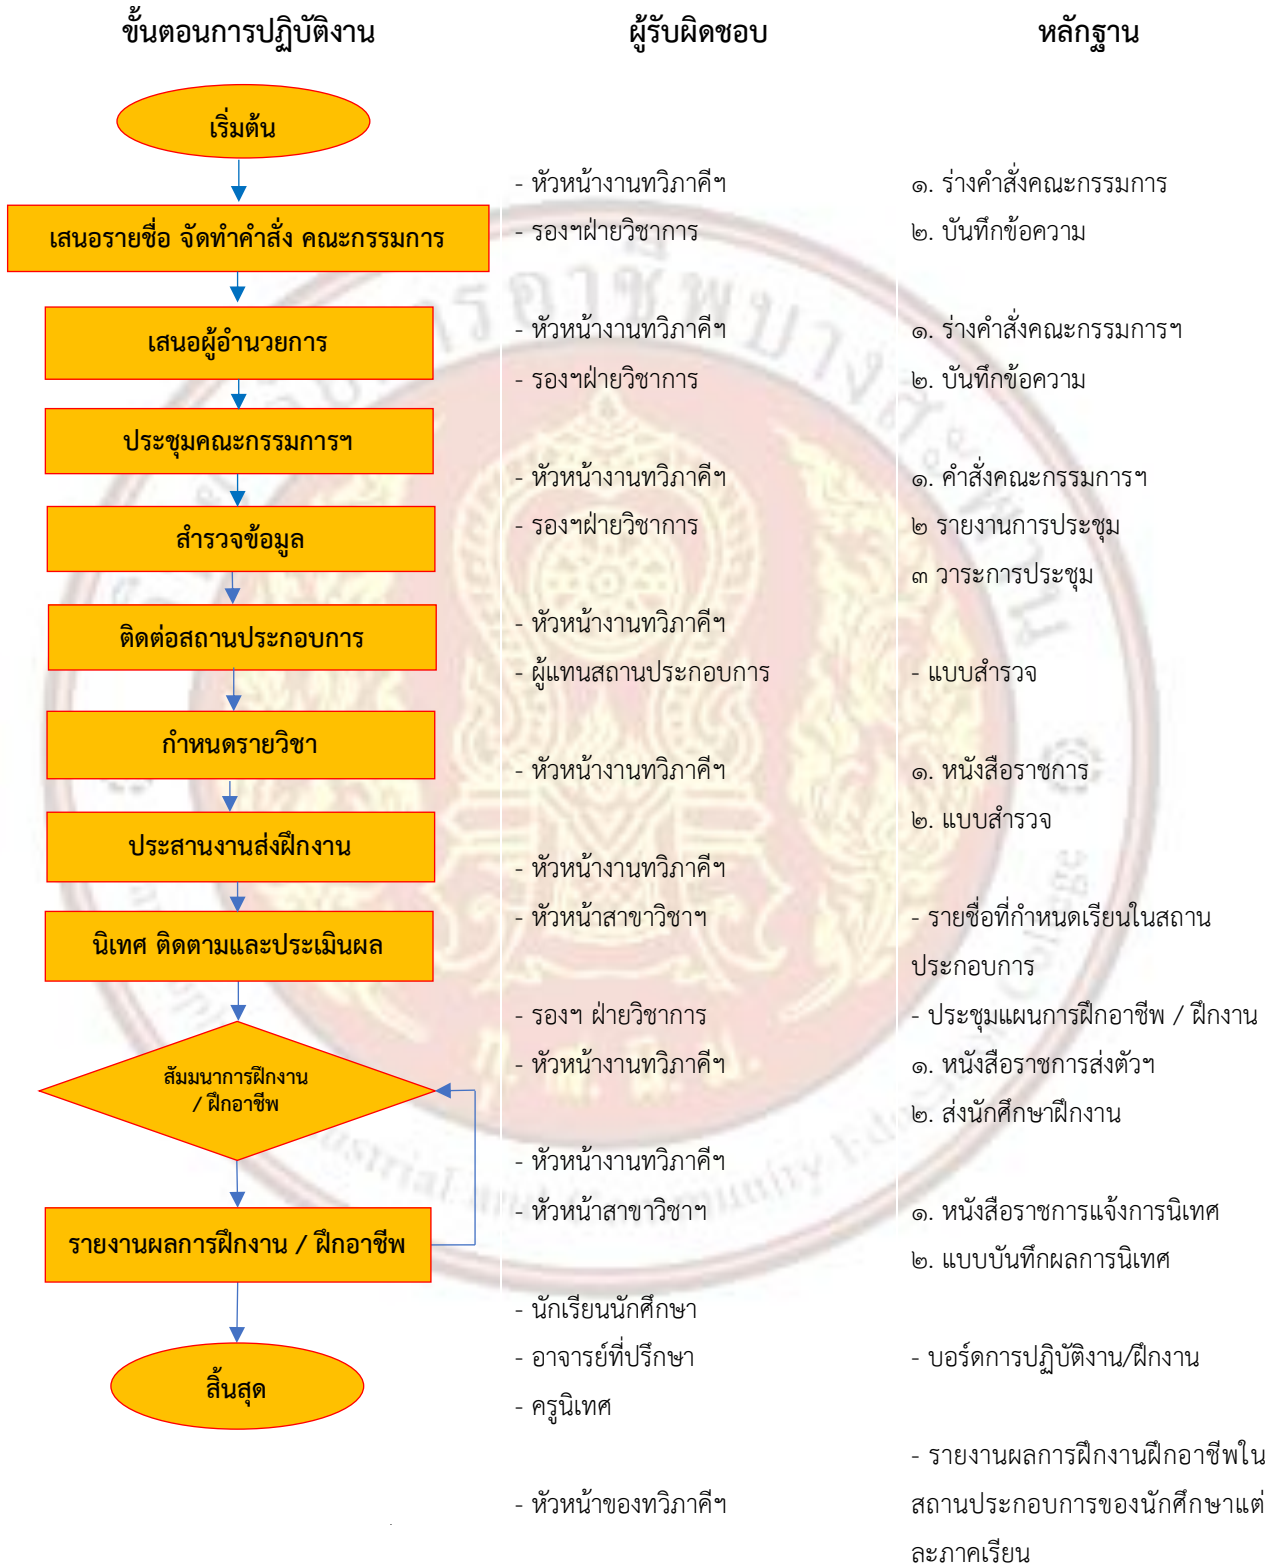 ขั้นตอนการปฏิบัติงาน ผู้รับผิดชอบ หลักฐาน
เริ่มต้น
- หัวหน้างานทวิภาคีฯ ๑. ร่างคำสั่งคณะกรรมการ
เสนอรายชื่อ จัดทำคำสั่ง คณะกรรมการ - รองฯฝ่ายวิชาการ ๒. บันทึกข้อความ
เสนอผู้อำนวยการ - หัวหน้างานทวิภาคีฯ ๑. ร่างคำสั่งคณะกรรมการฯ
- รองฯฝ่ายวิชาการ ๒. บันทึกข้อความ
ประชุมคณะกรรมการฯ
- หัวหน้างานทวิภาคีฯ ๑. คำสั่งคณะกรรมการฯ
สำรวจข้อมูล - รองฯฝ่ายวิชาการ ๒ รายงานการประชุม
๓ วาระการประชุม
ติดต่อสถานประกอบการ - หัวหน้างานทวิภาคีฯ
- ผู้แทนสถานประกอบการ - แบบสำรวจ
กำหนดรายวิชา
- หัวหน้างานทวิภาคีฯ ๑. หนังสือราชการ
๒. แบบสำรวจ
ประสานงานส่งฝึกงาน
- หัวหน้างานทวิภาคีฯ
- หัวหน้าสาขาวิชาฯ - รายชื่อที่กำหนดเรียนในสถาน
นิเทศ ติดตามและประเมินผล
ประกอบการ
- รองฯ ฝ่ายวิชาการ - ประชุมแผนการฝึกอาชีพ / ฝึกงาน
- หัวหน้างานทวิภาคีฯ ๑. หนังสือราชการส่งตัวฯ
สัมมนาการฝึกงาน
/ ฝึกอาชีพ
๒. ส่งนักศึกษาฝึกงาน
- หัวหน้างานทวิภาคีฯ
- หัวหน้าสาขาวิชาฯ ๑. หนังสือราชการแจ้งการนิเทศ
รายงานผลการฝึกงาน / ฝึกอาชีพ
๒. แบบบันทึกผลการนิเทศ
- นักเรียนนักศึกษา
- อาจารย์ที่ปรึกษา - บอร์ดการปฏิบัติงาน/ฝึกงาน
สิ้นสุด
- ครูนิเทศ
- รายงานผลการฝึกงานฝึกอาชีพใน
- หัวหน้าของทวิภาคีฯ สถานประกอบการของนักศึกษาแต่
ละภาคเรียน